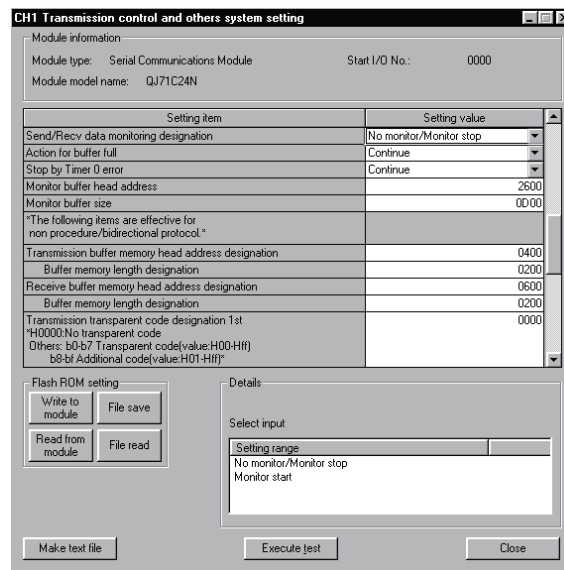 CH1 Transmission control and others system setting
Module information
Module type: Serial Communications Module Start I/O No.: 0000
Module model name: QJ71C24N
Setting item Setting value
Send/Recv data monitoring designation No monitor/Monitor stop
Action for buffer full Continue
Stop by Timer 0 error Continue
Monitor buffer head address 2600
Monitor buffer size 0D00
*The following items are effective for
non procedure/bidirectional protocol.*
Transmission buffer memory head address designation 0400
Buffer memory length designation 0200
Receive buffer memory head address designation 0600
Buffer memory length designation 0200
Transmission transparent code designation 1st 0000
*H0000:No transparent code
Others: b0-b7 Transparent code(value:H00-Hff)
b8-bf Additional code(value:H01-Hff)*
Flash ROM setting
Write to
module
File save
Read from
module
File read
Details
Select input
Setting range
No monitor/Monitor stop
Monitor start
Make text file Execute test Close